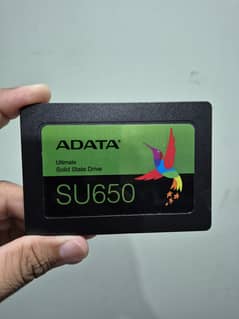 ADATA
Ultimate
Solid State Drive
SU650